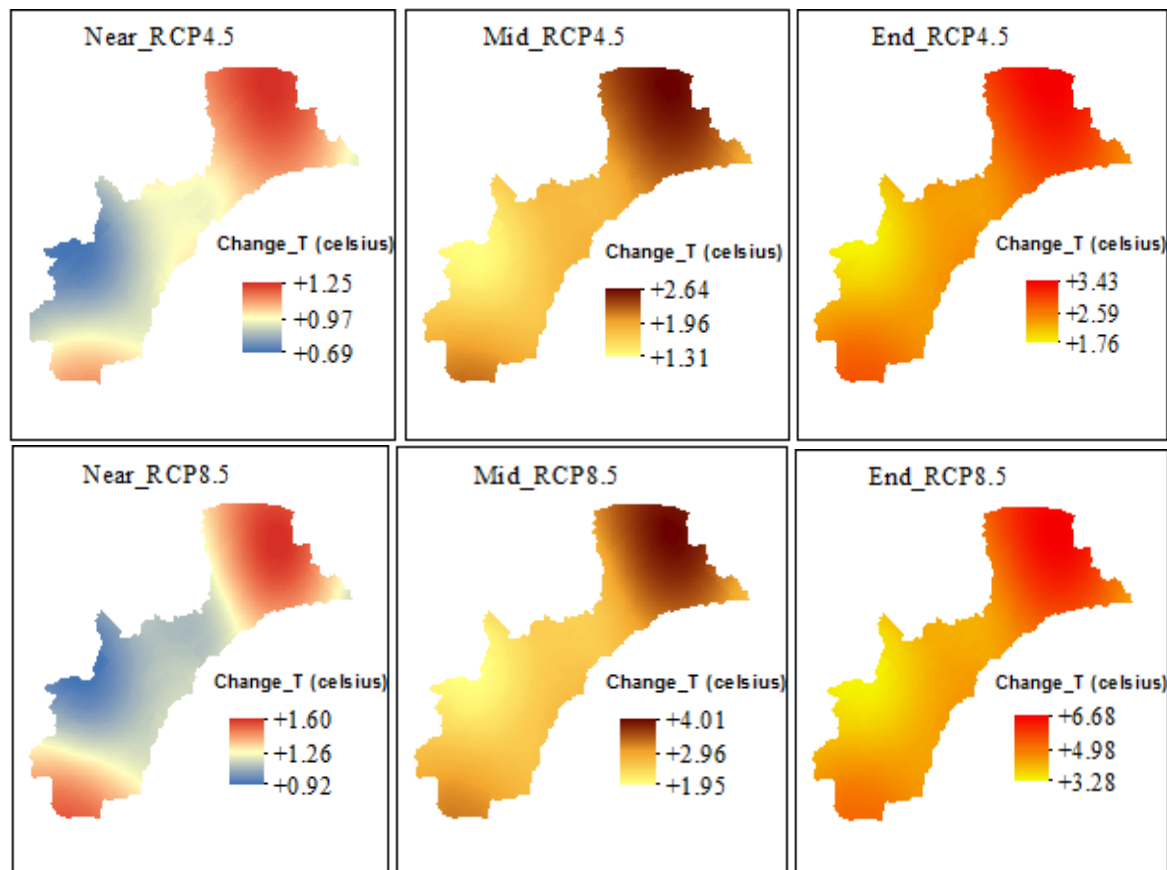 Near_RCP4.5
Change_T (celsius)
+1.25
+0.97
+0.69
Mid_RCP4.5
Change_T (celsius)
+2.64
+1.96
+1.31
End_RCP4.5
Change_T (celsius)
+3.43
+2.59
+1.76
Near_RCP8.5
Change_T (celsius)
+1.60
+1.26
+0.92
Mid_RCP8.5
Change_T (celsius)
+4.01
+2.96
+1.95
End_RCP8.5
Change_T (celsius)
+6.68
+4.98
+3.28